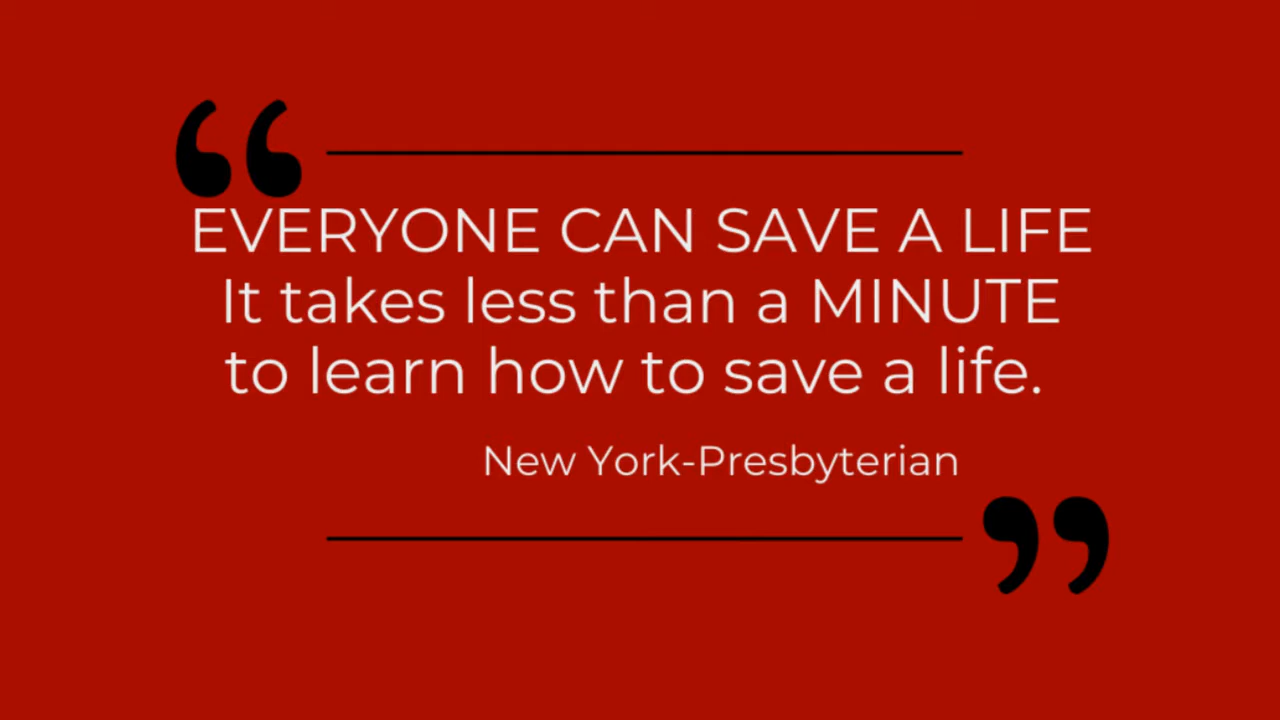 “
EVERYONE CAN SAVE A LIFE
It takes less than a MINUTE
to learn how to save a life.
New York-Presbyterian
”